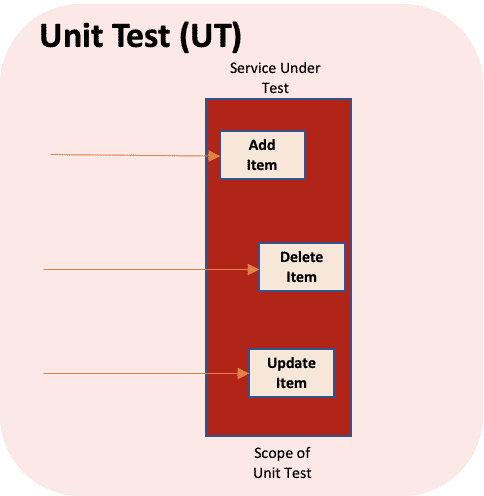 Unit Test (UT)
Service Under
Test
Add
Item
Delete
Item
Update
Item
Scope of
Unit Test